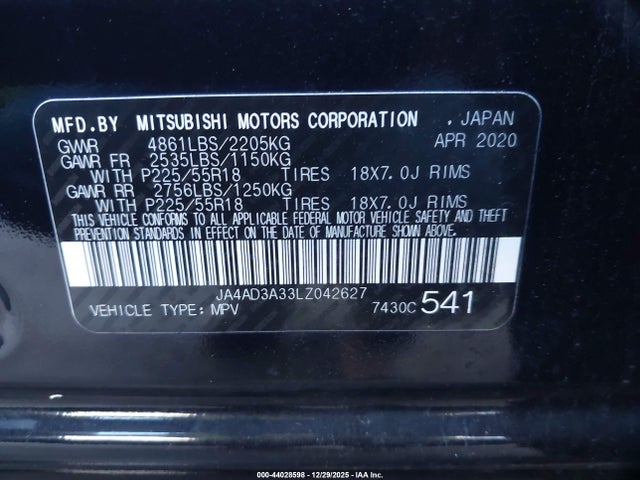 MFD.BY MITSUBISHI MOTORS CORPORATION . JAPAN
GVWR 4861LBS/2205KG APR 2020
GAWR FR 2535LBS/1150KG
WITH P225/55R18 TIRES 18X7.0J RIMS
GAWR RR 2756LBS/1250KG
WITH P225/55R18 TIRES 18X7.0J RIMS
THIS VEHICLE CONFORMS TO ALL APPLICABLE FEDERAL MOTOR VEHICLE SAFETY AND THEFT
PREVENTION STANDARDS IN EFFECT ON THE DATE OF MANUFACTURE SHOWN ABOVE.
JA4AD3A33LZ042627
VEHICLE TYPE: MPV 7430C 541
000-44028598 - 12/29/2025 - IAA Inc.